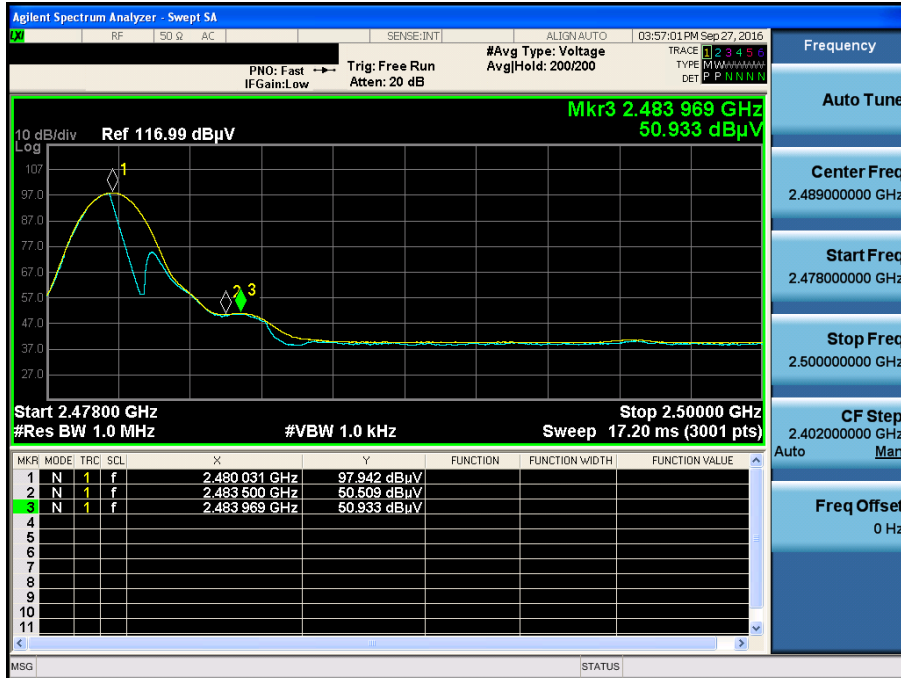 Agilent Spectrum Analyzer - Swept SA
LXI RF 50 Ω AC SENSE:INT ALIGN AUTO 03:57:01 PM Sep 27, 2016
PNO: Fast
IFGain:Low
Trig: Free Run
Atten: 20 dB
#Avg Type: Voltage
Avg|Hold: 200/200
TRACE 1 2 3 4 5 6
TYPE M W W W W W
DET P P N N N N
Mkr3 2.483 969 GHz
50.933 dBµV
10 dB/div Ref 116.99 dBµV
Log
107
97.0
87.0
77.0
67.0
57.0
47.0
37.0
27.0
1
2 3
Start 2.47800 GHz Stop 2.50000 GHz
#Res BW 1.0 MHz #VBW 1.0 kHz Sweep 17.20 ms (3001 pts)
MKR MODE TRC SCL X Y FUNCTION FUNCTION WIDTH FUNCTION VALUE
1 N 1 f 2.480 031 GHz 97.942 dBµV
2 N 1 f 2.483 500 GHz 50.509 dBµV
3 N 1 f 2.483 969 GHz 50.933 dBµV
4
5
6
7
8
9
10
11
MSG STATUS
Frequency
Auto Tune
Center Freq
2.489000000 GHz
Start Freq
2.478000000 GHz
Stop Freq
2.500000000 GHz
CF Step
2.402000000 GHz
Auto Man
Freq Offset
0 Hz